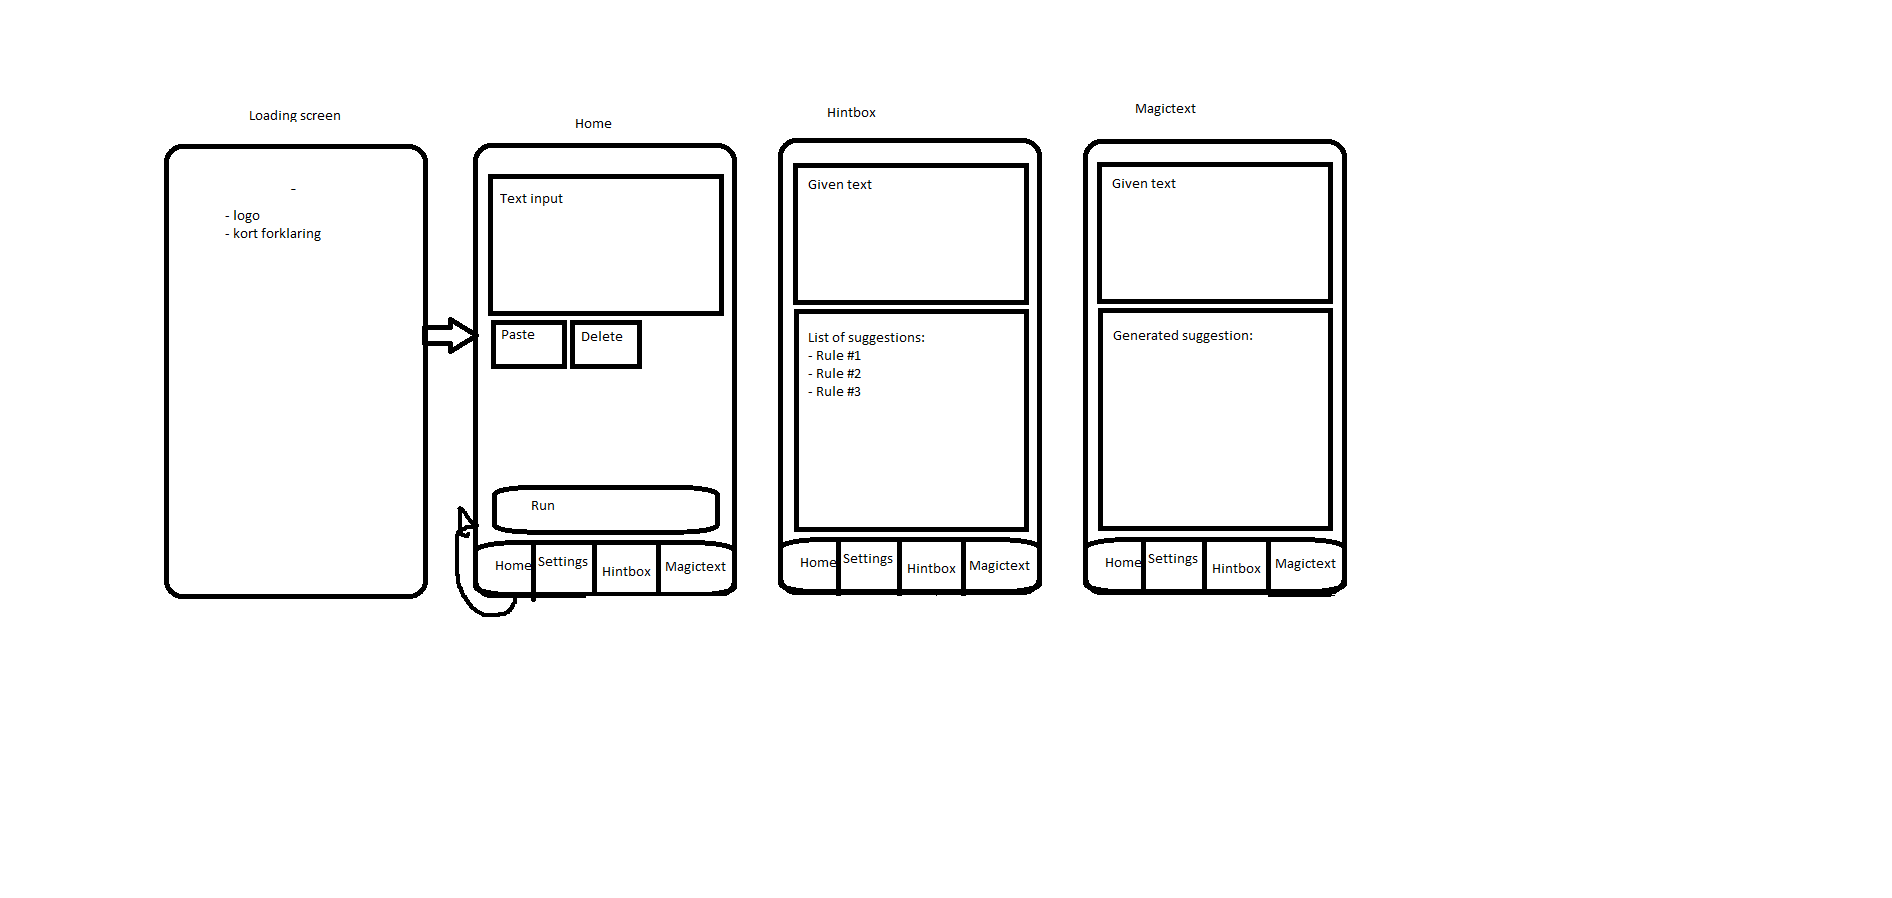 Loading screen
-
- logo
- kort forklaring
Home
Text input
Paste
Delete
Run
Home
Settings
Hintbox
Magictext
Hintbox
Given text
List of suggestions:
- Rule #1
- Rule #2
- Rule #3
Home
Settings
Hintbox
Magictext
Magictext
Given text
Generated suggestion:
Home
Settings
Hintbox
Magictext